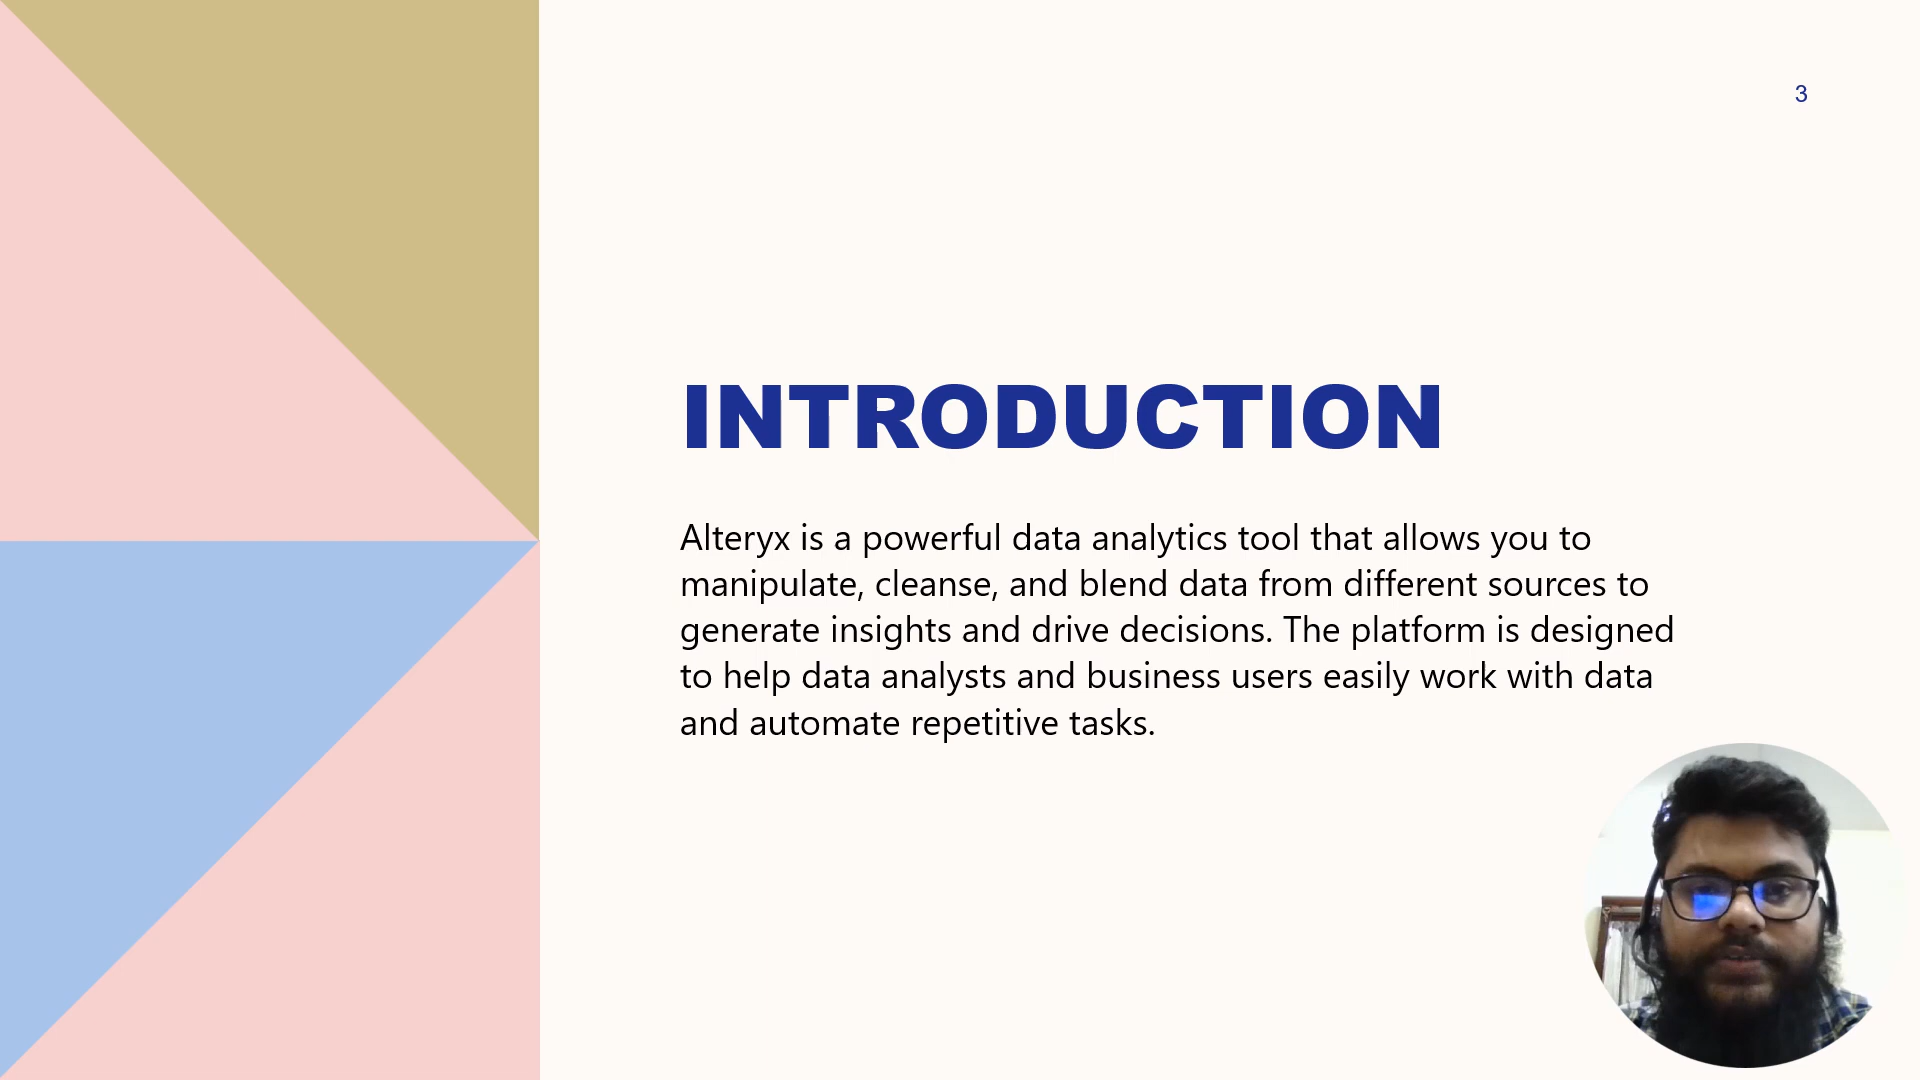 3
INTRODUCTION
Alteryx is a powerful data analytics tool that allows you to
manipulate, cleanse, and blend data from different sources to
generate insights and drive decisions. The platform is designed
to help data analysts and business users easily work with data
and automate repetitive tasks.